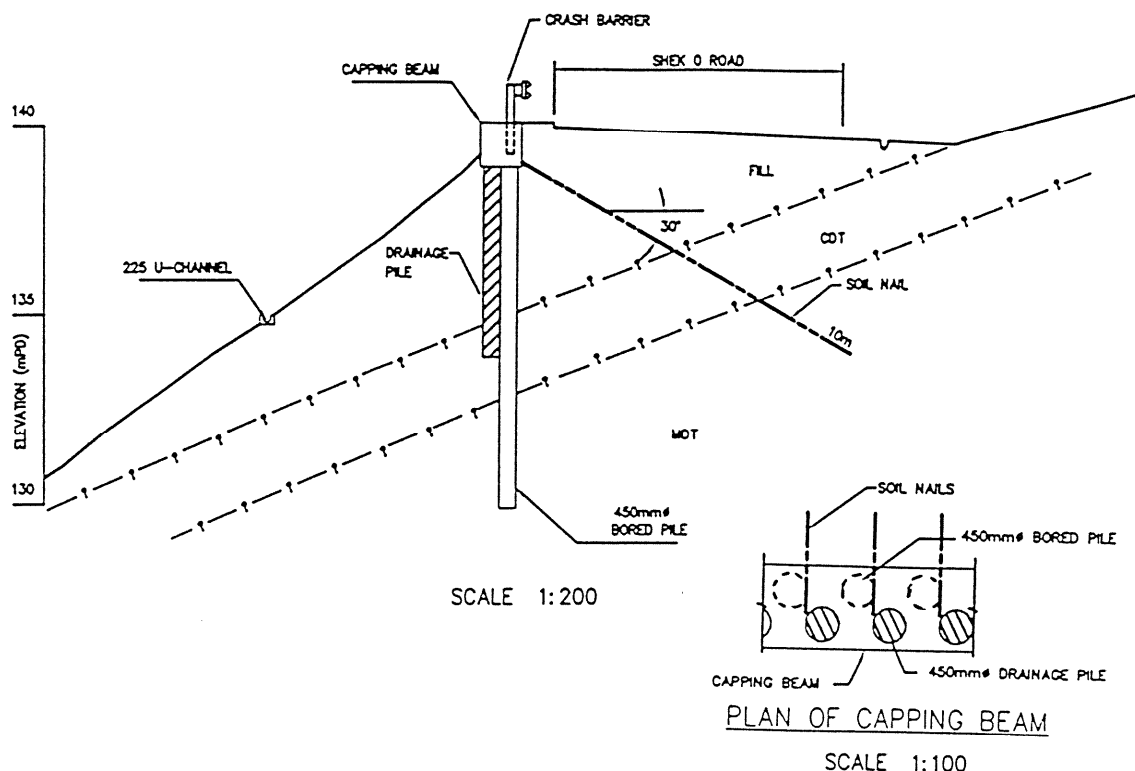 CRASH BARRIER
SHEK O ROAD
CAPPING BEAM
140
FILL
30°
CDT
DRAINAGE
PILE
225 U-CHANNEL
SOIL NAIL
135
10m
ELEVATION (mPD)
MDT
130
450mmø
BORED PILE
SOIL NAILS
450mmø BORED PILE
SCALE 1:200
450mmø DRAINAGE PILE
CAPPING BEAM
PLAN OF CAPPING BEAM
SCALE 1:100